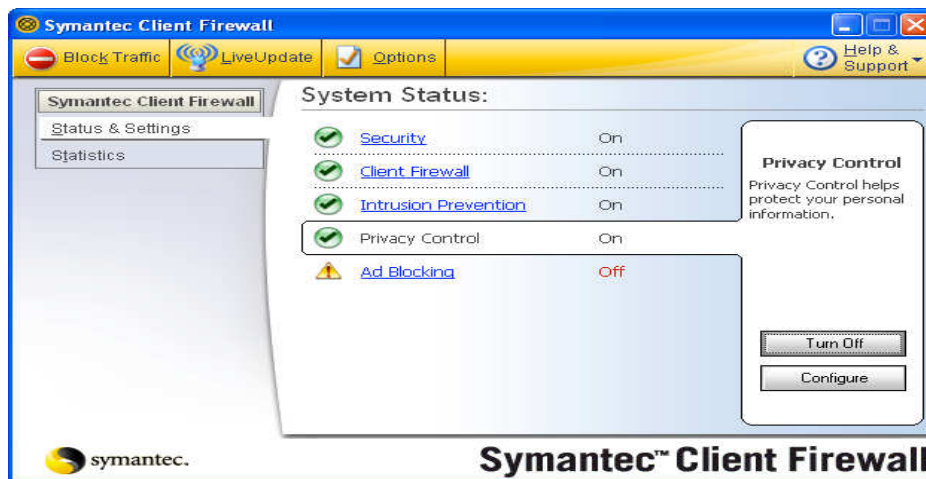 Symantec Client Firewall
Block Traffic LiveUpdate Options Help & Support
Symantec Client Firewall
Status & Settings
Statistics
System Status:
Security On
Client Firewall On
Intrusion Prevention On
Privacy Control On
Ad Blocking Off
Privacy Control
Privacy Control helps
protect your personal
information.
Turn Off
Configure
symantec.
Symantec™ Client Firewall